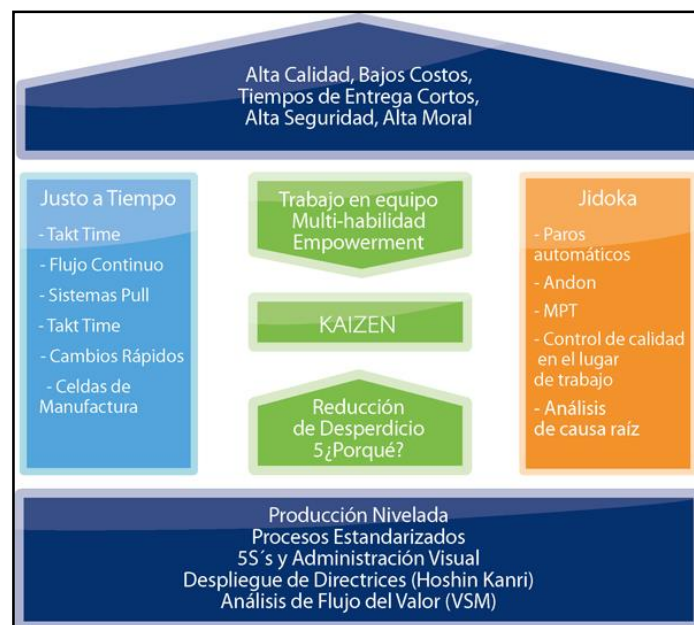 Alta Calidad, Bajos Costos,
Tiempos de Entrega Cortos,
Alta Seguridad, Alta Moral
Justo a Tiempo
- Takt Time
- Flujo Continuo
- Sistemas Pull
- Takt Time
- Cambios Rápidos
- Celdas de
Manufactura
Trabajo en equipo
Multi-habilidad
Empowerment
KAIZEN
Reducción
de Desperdicio
5¿Porqué?
Jidoka
- Paros
automáticos
- Andon
- MPT
- Control de calidad
en el lugar
de trabajo
- Análisis
de causa raíz
Producción Nivelada
Procesos Estandarizados
5S´s y Administración Visual
Despliegue de Directrices (Hoshin Kanri)
Análisis de Flujo del Valor (VSM)